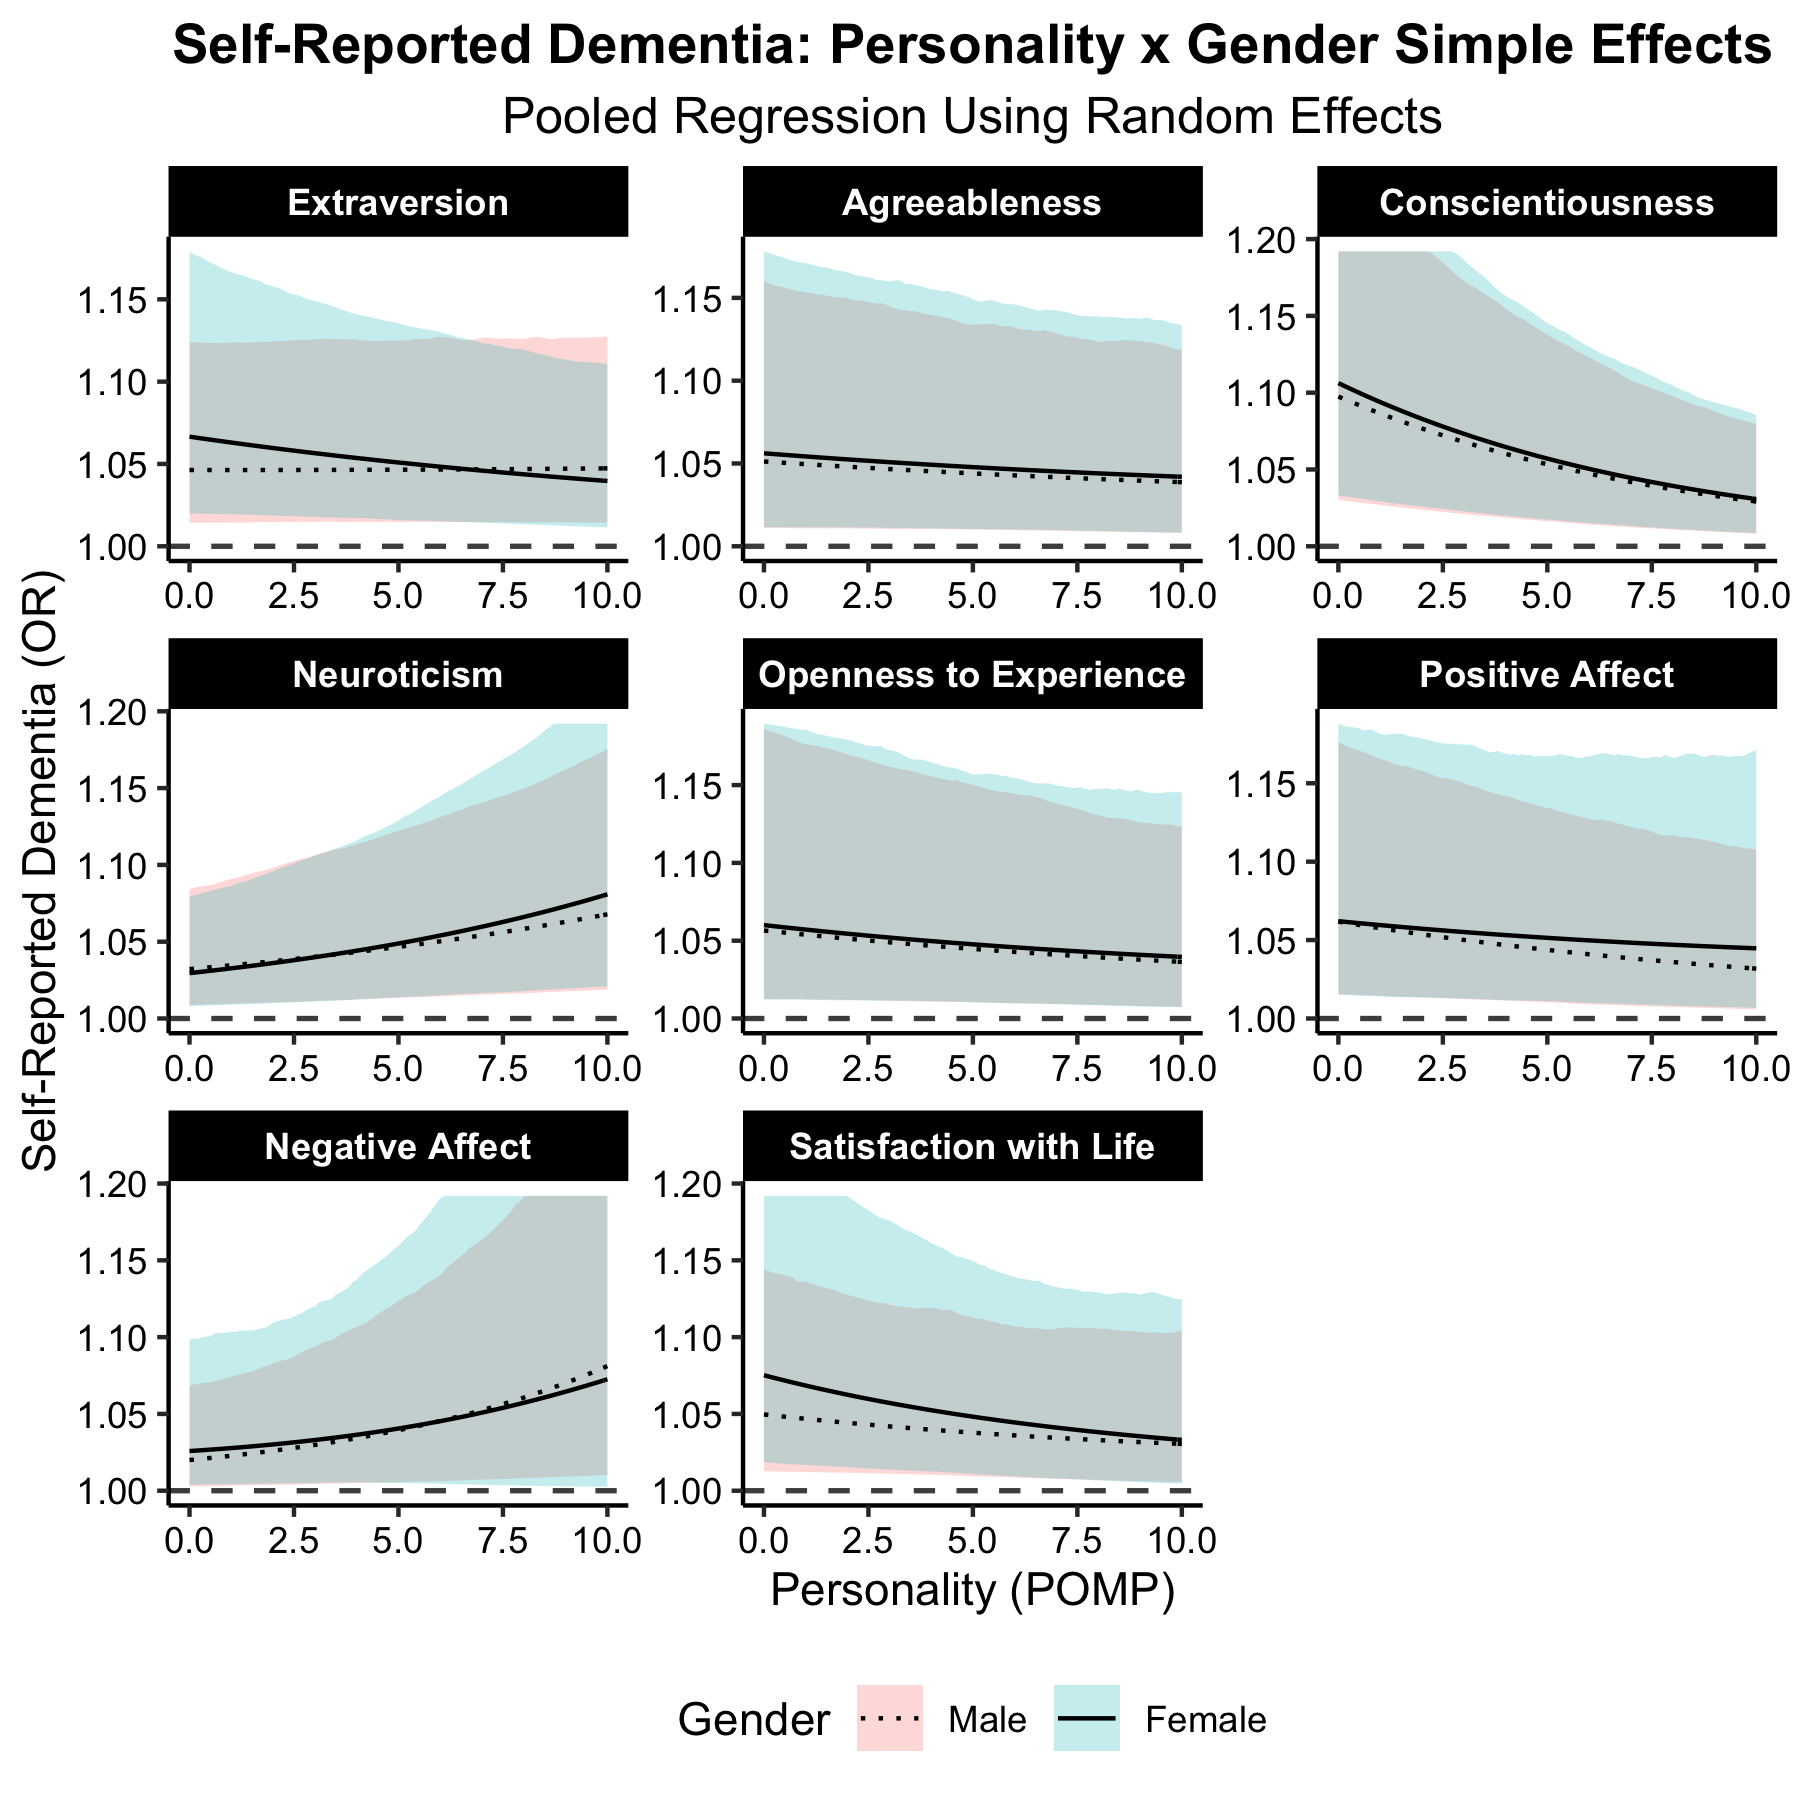 Self-Reported Dementia: Personality x Gender Simple Effects
Pooled Regression Using Random Effects
Self-Reported Dementia (OR)
Extraversion
1.15
1.10
1.05
1.00
0.0 2.5 5.0 7.5 10.0
Agreeableness
1.15
1.10
1.05
1.00
0.0 2.5 5.0 7.5 10.0
Conscientiousness
1.20
1.15
1.10
1.05
1.00
0.0 2.5 5.0 7.5 10.0
Neuroticism
1.20
1.15
1.10
1.05
1.00
0.0 2.5 5.0 7.5 10.0
Openness to Experience
1.15
1.10
1.05
1.00
0.0 2.5 5.0 7.5 10.0
Positive Affect
1.15
1.10
1.05
1.00
0.0 2.5 5.0 7.5 10.0
Negative Affect
1.20
1.15
1.10
1.05
1.00
0.0 2.5 5.0 7.5 10.0
Satisfaction with Life
1.20
1.15
1.10
1.05
1.00
0.0 2.5 5.0 7.5 10.0
Personality (POMP)
Gender Male Female